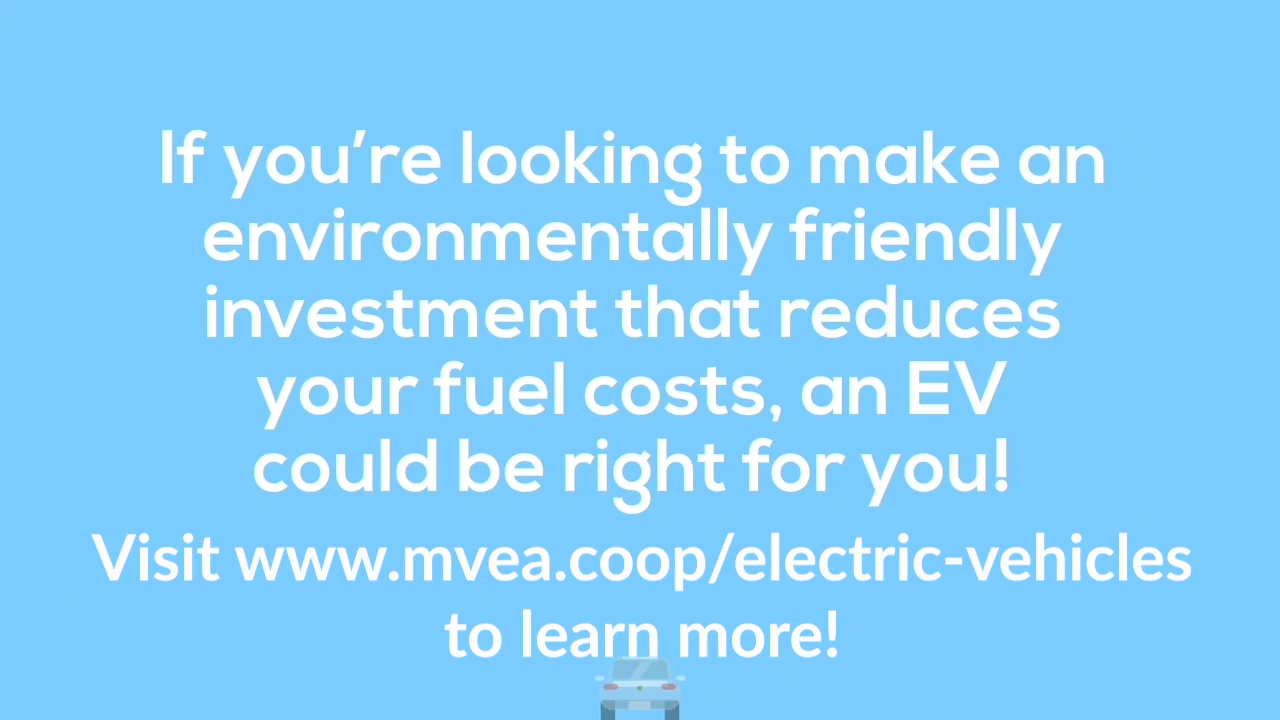 If you’re looking to make an
environmentally friendly
investment that reduces
your fuel costs, an EV
could be right for you!
Visit www.mvea.coop/electric-vehicles
to learn more!